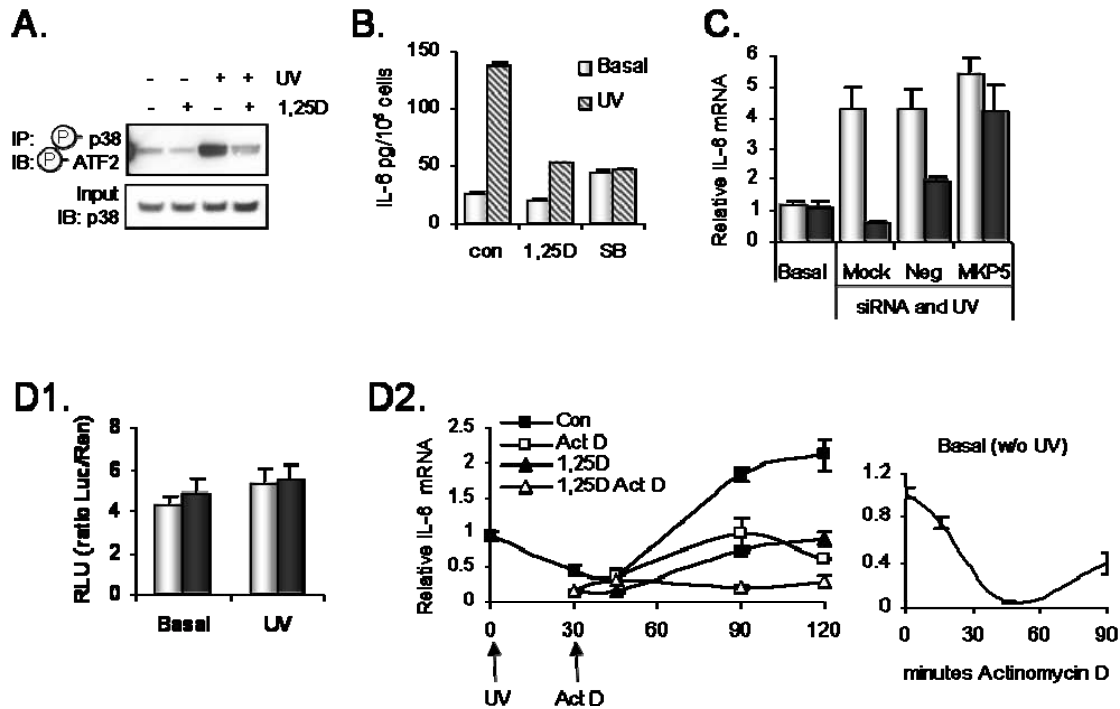 A.
- - + + UV
- + - + 1,25D
IP: P- p38
IB: P- ATF2
Input
IB: p38
B.
IL-6 pg/10⁶ cells
150
100
50
0
Basal
UV
con 1,25D SB
C.
Relative IL-6 mRNA
6
5
4
3
2
1
0
Basal Mock Neg MKP5
siRNA and UV
D1.
RLU (ratio Luc/Ren)
8
6
4
2
0
Basal UV
D2.
Con
Act D
1,25D
1,25D Act D
Relative IL-6 mRNA
2.5
2
1.5
1
0.5
0
0 30 60 90 120
UV Act D
Basal (w/o UV)
1.2
0.8
0.4
0
0 30 60 90
minutes Actinomycin D